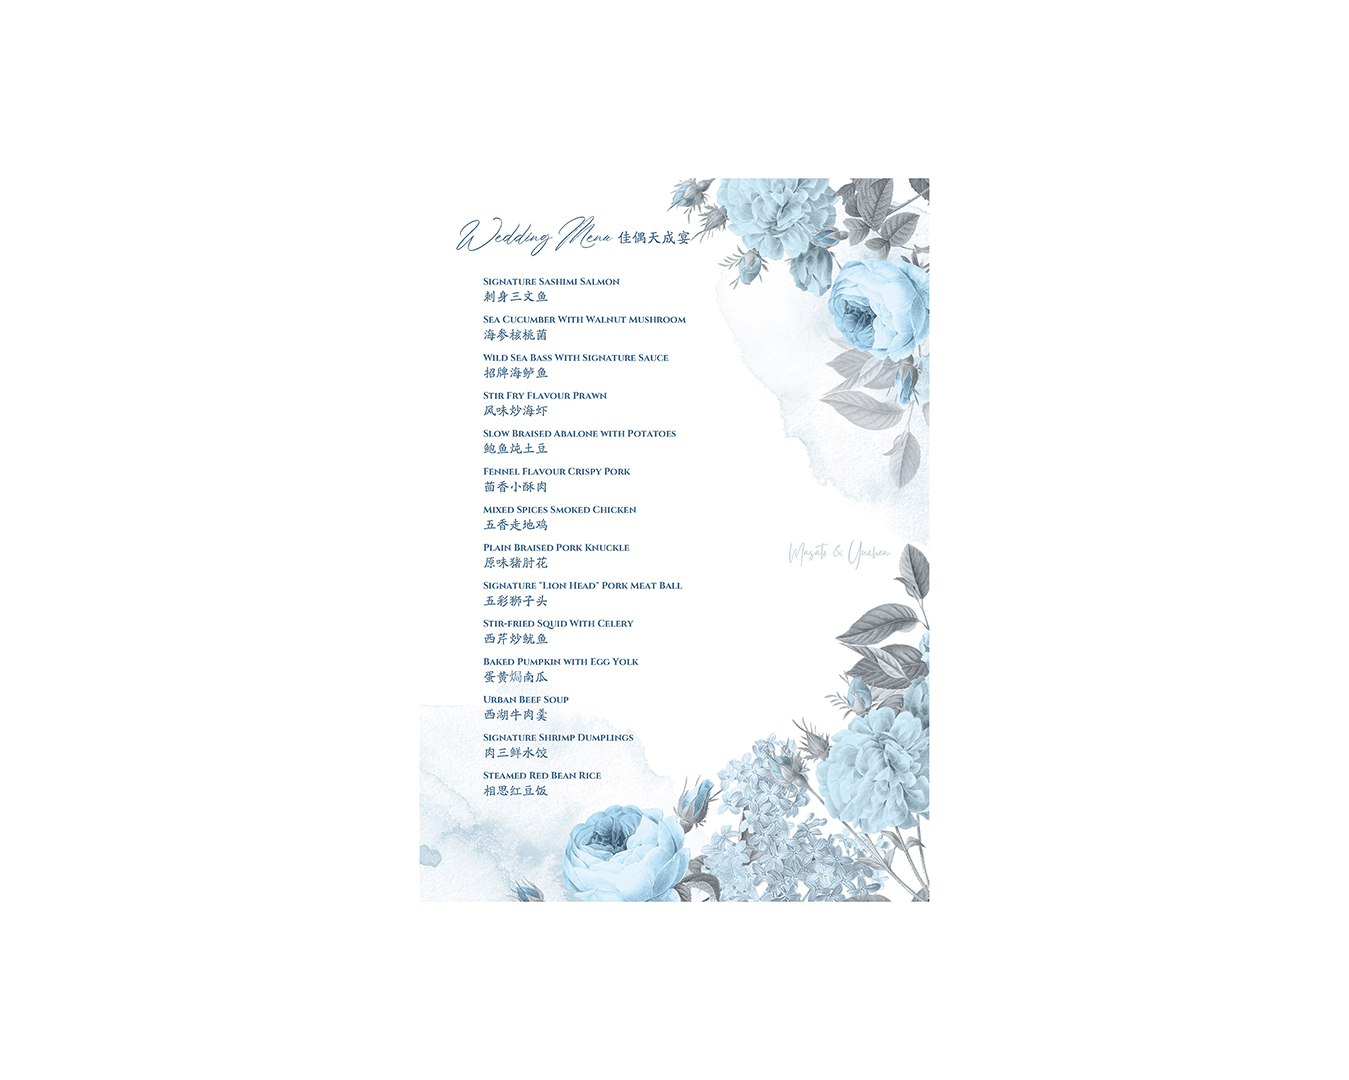 Wedding Menu 佳偶天成宴
Signature Sashimi Salmon
刺身三文鱼
Sea Cucumber With Walnut Mushroom
海参核桃菌
Wild Sea Bass With Signature Sauce
招牌海鲈鱼
Stir Fry Flavour Prawn
风味炒海虾
Slow Braised Abalone with Potatoes
鲍鱼炖土豆
Fennel Flavour Crispy Pork
茴香小酥肉
Mixed Spices Smoked Chicken
五香走地鸡
Plain Braised Pork Knuckle
原味猪肘花
Signature "Lion Head" Pork Meat Ball
五彩狮子头
Stir-fried Squid With Celery
西芹炒鱿鱼
Baked Pumpkin with Egg Yolk
蛋黄焗南瓜
Urban Beef Soup
西湖牛肉羹
Signature Shrimp Dumplings
肉三鲜水饺
Steamed Red Bean Rice
相思红豆饭
Masato & Yuchen